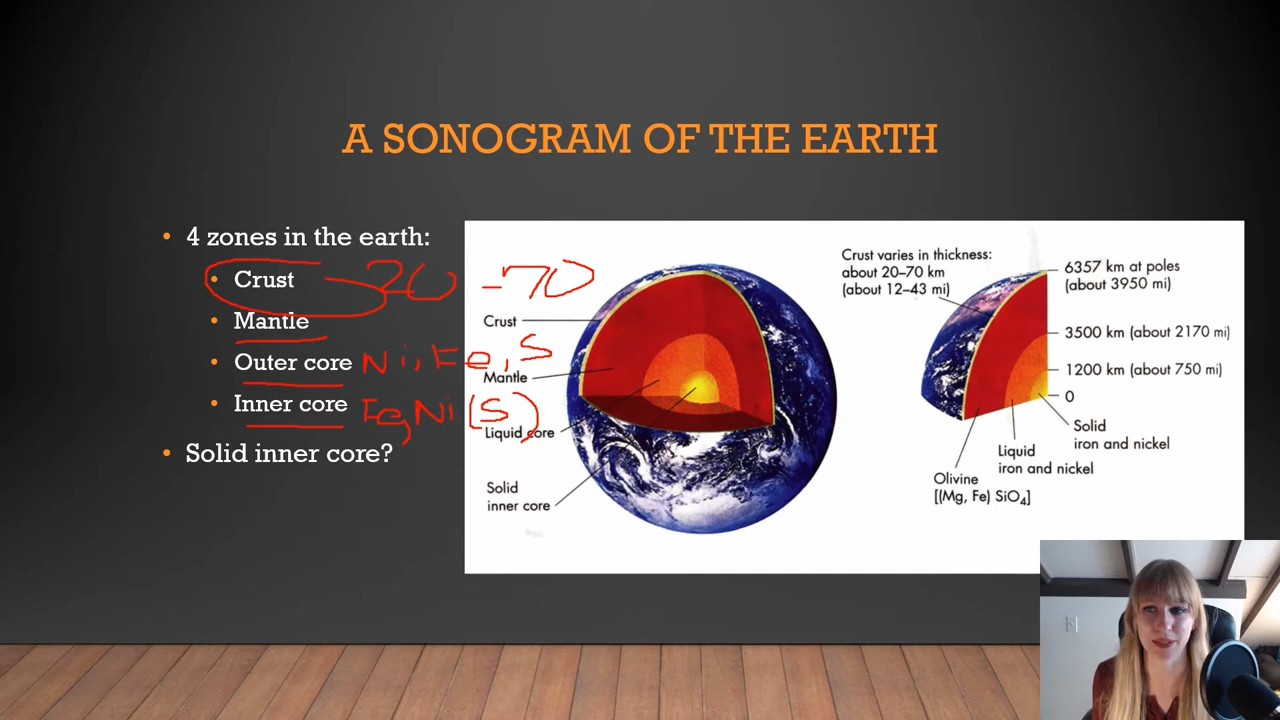 A SONOGRAM OF THE EARTH
• 4 zones in the earth:
• Crust 20 -70
• Mantle
• Outer core Ni, Fe, S
• Inner core Fe, Ni (S)
• Solid inner core?
Crust
Mantle
Liquid core
Solid
inner core
Crust varies in thickness:
about 20–70 km
(about 12–43 mi)
6357 km at poles
(about 3950 mi)
3500 km (about 2170 mi)
1200 km (about 750 mi)
0
Solid
iron and nickel
Liquid
iron and nickel
Olivine
[(Mg, Fe) SiO₄]